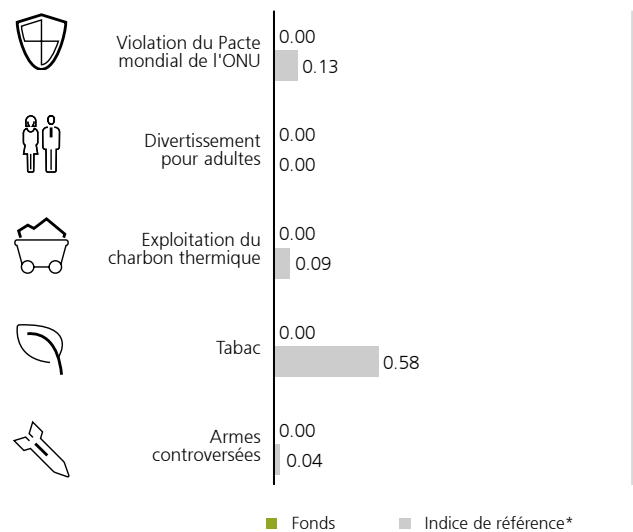 Violation du Pacte
mondial de l'ONU
0.00
0.13
Divertissement
pour adultes
0.00
0.00
Exploitation du
charbon thermique
0.00
0.09
Tabac
0.00
0.58
Armes
controversées
0.00
0.04
Fonds
Indice de référence*